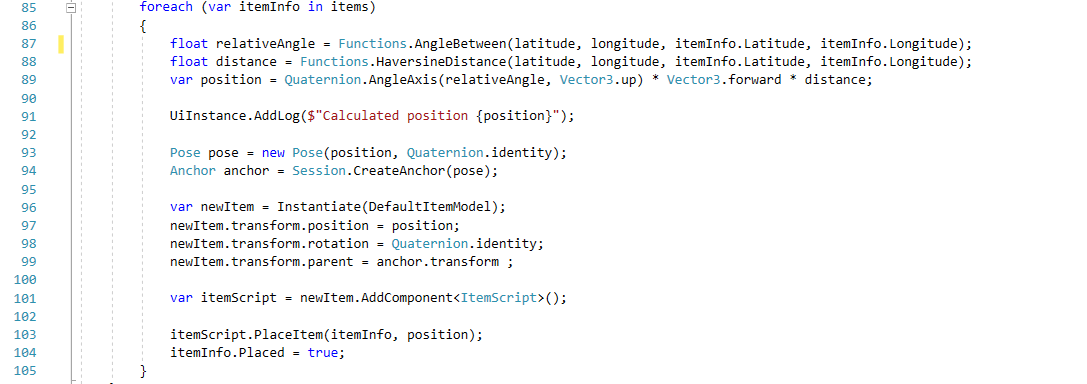 85 foreach (var itemInfo in items)
86 {
87 float relativeAngle = Functions.AngleBetween(latitude, longitude, itemInfo.Latitude, itemInfo.Longitude);
88 float distance = Functions.HaversineDistance(latitude, longitude, itemInfo.Latitude, itemInfo.Longitude);
89 var position = Quaternion.AngleAxis(relativeAngle, Vector3.up) * Vector3.forward * distance;
90
91 UiInstance.AddLog($"Calculated position {position}");
92
93 Pose pose = new Pose(position, Quaternion.identity);
94 Anchor anchor = Session.CreateAnchor(pose);
95
96 var newItem = Instantiate(DefaultItemModel);
97 newItem.transform.position = position;
98 newItem.transform.rotation = Quaternion.identity;
99 newItem.transform.parent = anchor.transform ;
100
101 var itemScript = newItem.AddComponent<ItemScript>();
102
103 itemScript.PlaceItem(itemInfo, position);
104 itemInfo.Placed = true;
105 }